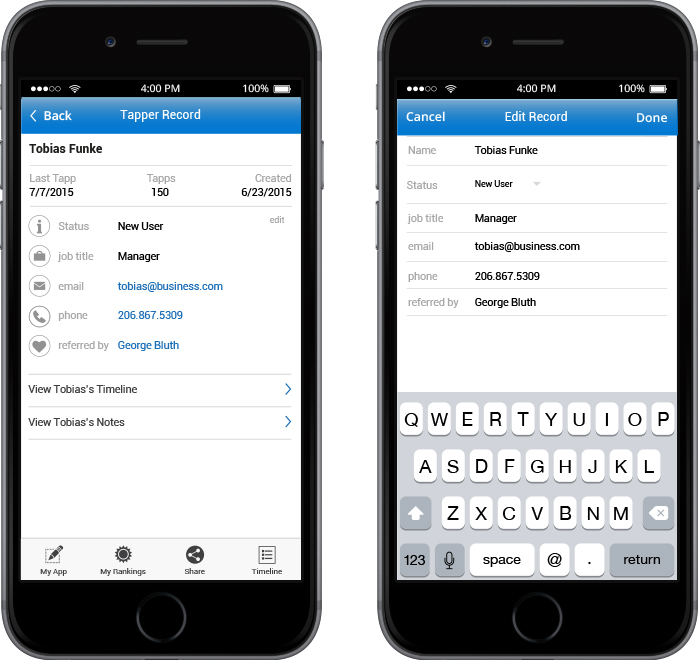 4:00 PM 100%
Back Tapper Record
Tobias Funke
Last Tapp Tapps Created
7/7/2015 150 6/23/2015
edit
Status New User
job title Manager
email tobias@business.com
phone 206.867.5309
referred by George Bluth
View Tobias's Timeline
View Tobias's Notes
My App My Rankings Share Timeline
4:00 PM 100%
Cancel Edit Record Done
Name Tobias Funke
Status New User
job title Manager
email tobias@business.com
phone 206.867.5309
referred by George Bluth
Q W E R T Y U I O P
A S D F G H J K L
Z X C V B N M
123 space @ . return